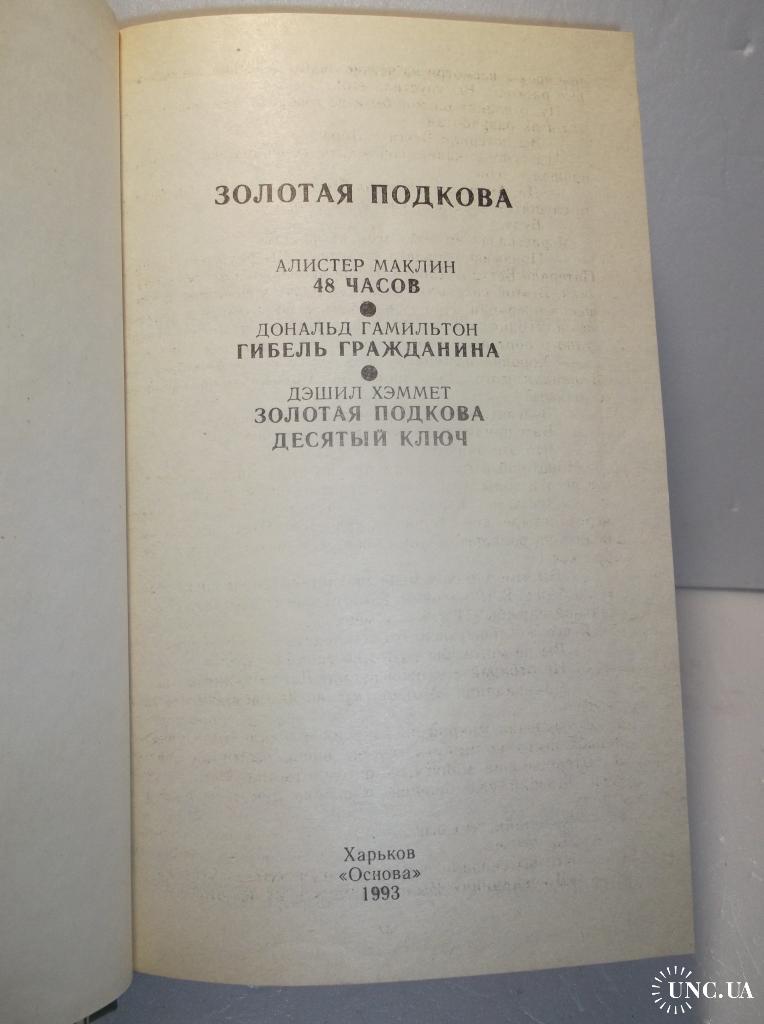 ЗОЛОТАЯ ПОДКОВА
АЛИСТЕР МАКЛИН
48 ЧАСОВ
ДОНАЛЬД ГАМИЛЬТОН
ГИБЕЛЬ ГРАЖДАНИНА
ДЭШИЛ ХЭММЕТ
ЗОЛОТАЯ ПОДКОВА
ДЕСЯТЫЙ КЛЮЧ
Харьков
«Основа»
1993
UNC.UA